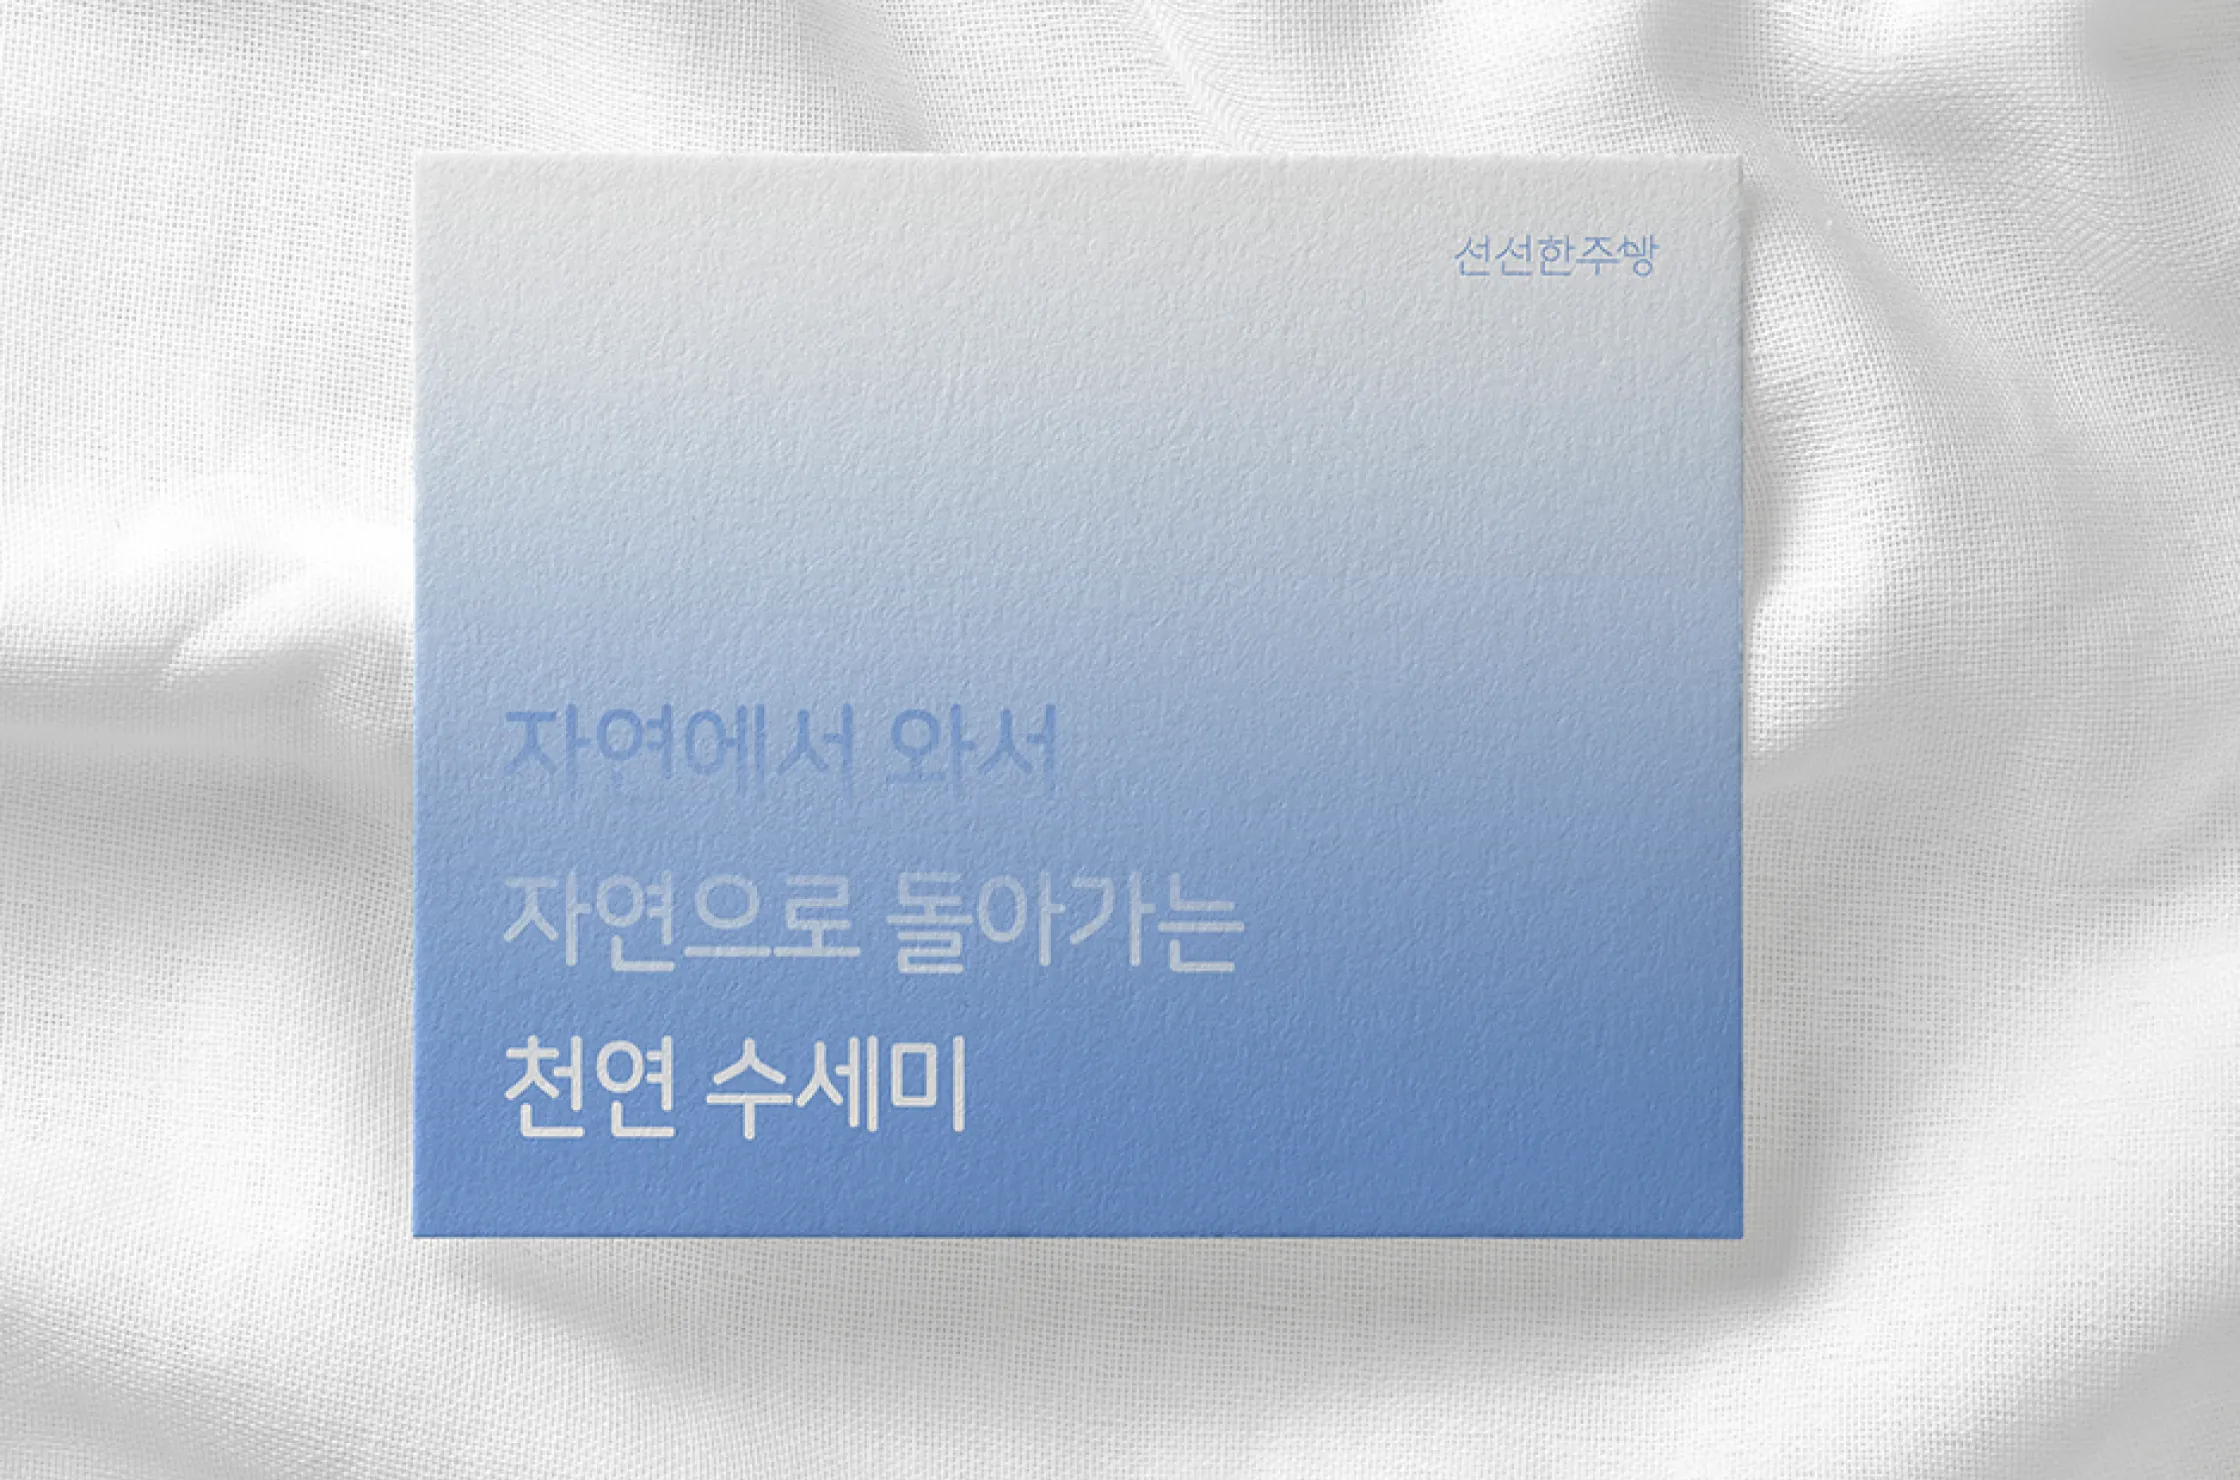 선선한주방
자연에서 와서
자연으로 돌아가는
천연 수세미